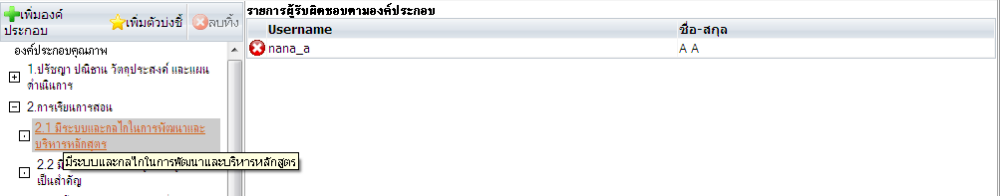 เพิ่มองค์ประกอบ
เพิ่มตัวบ่งชี้
ลบทิ้ง
องค์ประกอบคุณภาพ
1.ปรัชญา ปณิธาน วัตถุประสงค์ และแผน
ดำเนินการ
2.การเรียนการสอน
2.1 มีระบบและกลไกในการพัฒนาและ
บริหารหลักสูตร
มีระบบและกลไกในการพัฒนาและบริหารหลักสูตร
2.2 มี
เป็นสำคัญ
รายการผู้รับผิดชอบตามองค์ประกอบ
Username ชื่อ-สกุล
nana_a A A